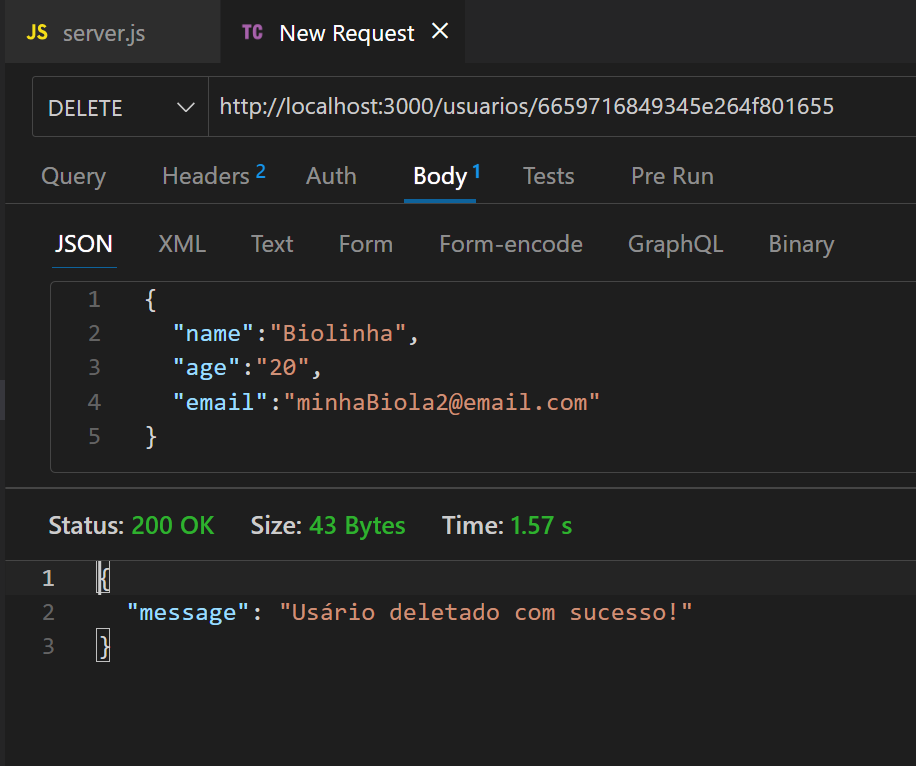 JS server.js TC New Request ×
DELETE http://localhost:3000/usuarios/6659716849345e264f801655
Query Headers 2 Auth Body 1 Tests Pre Run
JSON XML Text Form Form-encode GraphQL Binary
1 {
2 "name":"Biolinha",
3 "age":"20",
4 "email":"minhaBiola2@email.com"
5 }
Status: 200 OK Size: 43 Bytes Time: 1.57 s
1 {
2 "message": "Usário deletado com sucesso!"
3 }